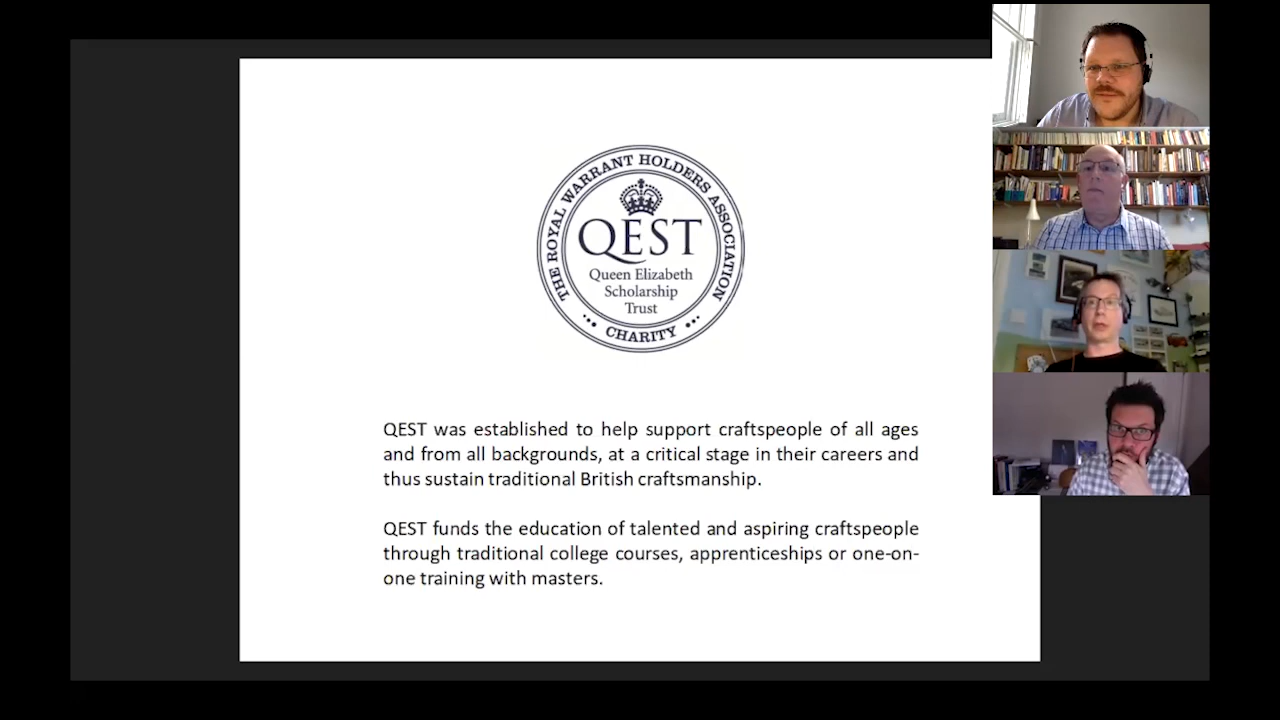 THE ROYAL WARRANT HOLDERS ASSOCIATION
QEST
Queen Elizabeth
Scholarship
Trust
CHARITY
QEST was established to help support craftspeople of all ages
and from all backgrounds, at a critical stage in their careers and
thus sustain traditional British craftsmanship.
QEST funds the education of talented and aspiring craftspeople
through traditional college courses, apprenticeships or one-on-
one training with masters.